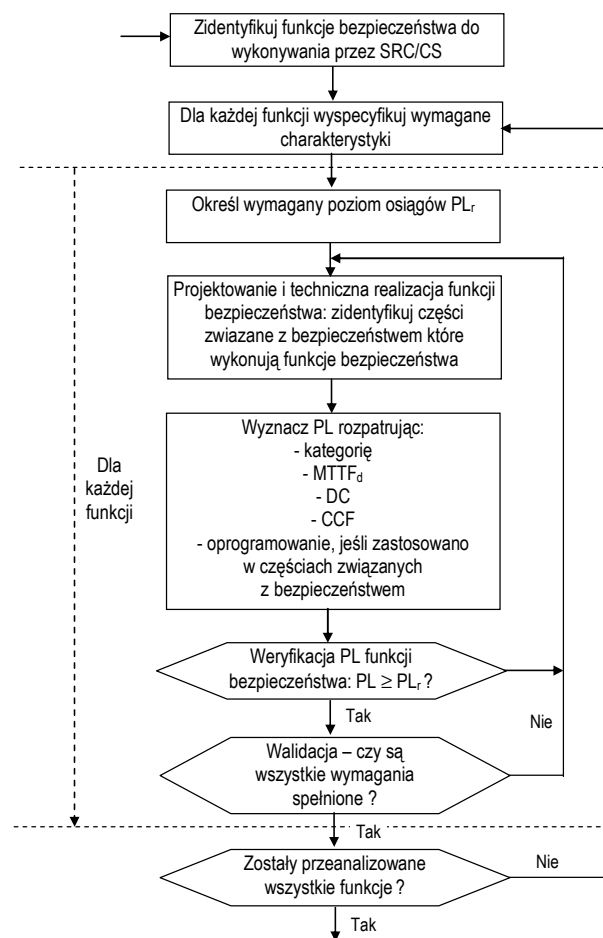 Zidentyfikuj funkcje bezpieczeństwa do
wykonywania przez SRC/CS
Dla każdej funkcji wyspecyfikuj wymagane
charakterystyki
Określ wymagany poziom osiągów PLr
Projektowanie i techniczna realizacja funkcji
bezpieczeństwa: zidentyfikuj części
zwiazane z bezpieczeństwem które
wykonują funkcje bezpieczeństwa
Wyznacz PL rozpatrując:
- kategorię
- MTTFd
- DC
- CCF
- oprogramowanie, jeśli zastosowano
w częściach związanych
z bezpieczeństwem
Dla
każdej
funkcji
Weryfikacja PL funkcji
bezpieczeństwa: PL ≥ PLr ?
Tak
Nie
Walidacja – czy są
wszystkie wymagania
spełnione ?
Tak
Zostały przeanalizowane
wszystkie funkcje ?
Nie
Tak